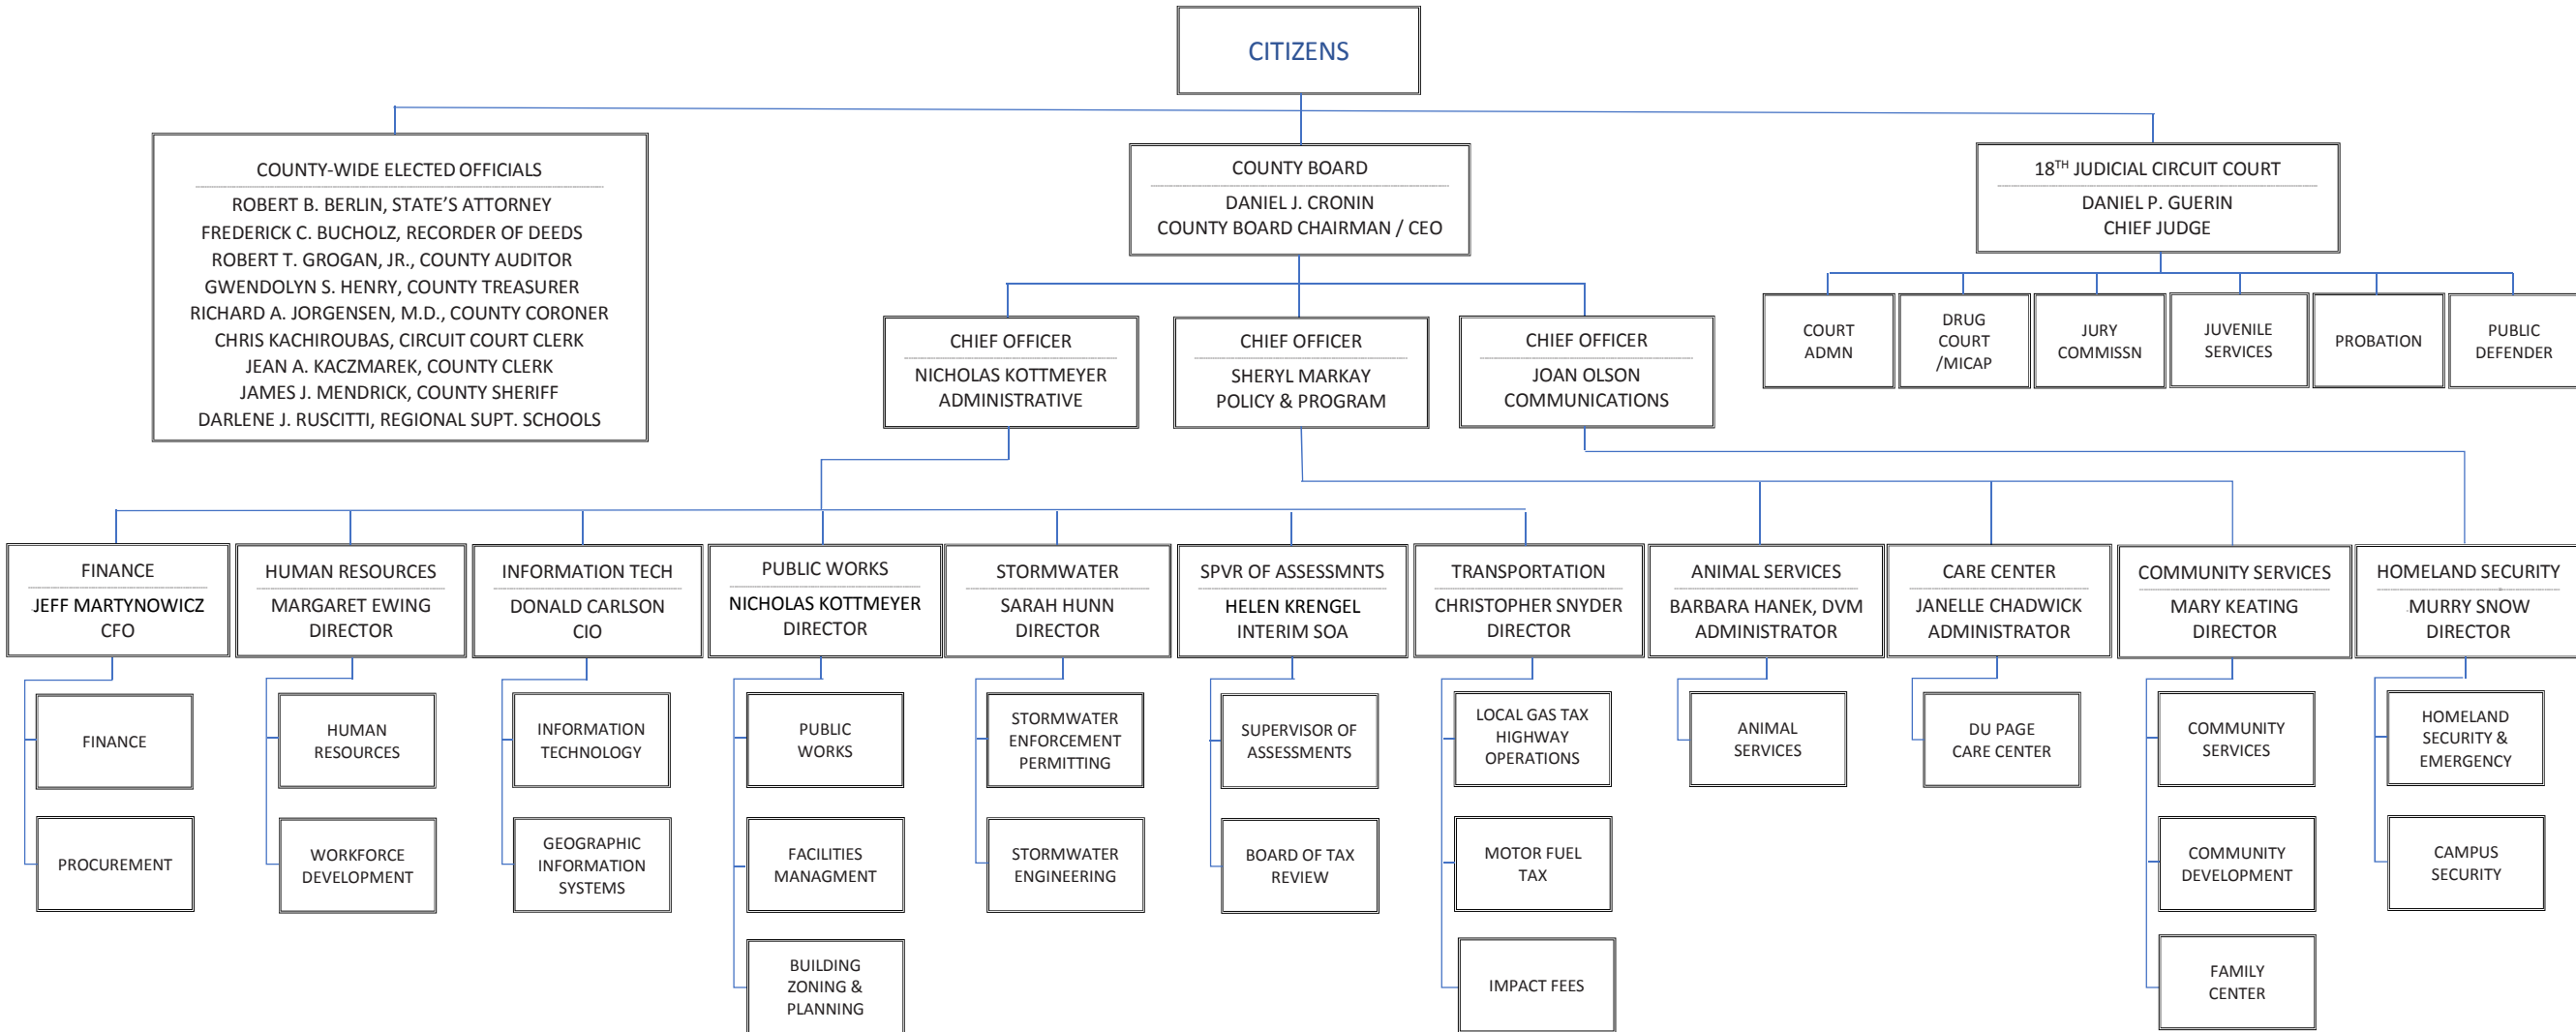 CITIZENS
COUNTY-WIDE ELECTED OFFICIALS
ROBERT B. BERLIN, STATE’S ATTORNEY
FREDERICK C. BUCHOLZ, RECORDER OF DEEDS
ROBERT T. GROGAN, JR., COUNTY AUDITOR
GWENDOLYN S. HENRY, COUNTY TREASURER
RICHARD A. JORGENSEN, M.D., COUNTY CORONER
CHRIS KACHIROUBAS, CIRCUIT COURT CLERK
JEAN A. KACZMAREK, COUNTY CLERK
JAMES J. MENDRICK, COUNTY SHERIFF
DARLENE J. RUSCITTI, REGIONAL SUPT. SCHOOLS
COUNTY BOARD
DANIEL J. CRONIN
COUNTY BOARD CHAIRMAN / CEO
18TH JUDICIAL CIRCUIT COURT
DANIEL P. GUERIN
CHIEF JUDGE
CHIEF OFFICER
NICHOLAS KOTTMEYER
ADMINISTRATIVE
CHIEF OFFICER
SHERYL MARKAY
POLICY & PROGRAM
CHIEF OFFICER
JOAN OLSON
COMMUNICATIONS
COURT
ADMN
DRUG
COURT
/MICAP
JURY
COMMISSN
JUVENILE
SERVICES
PROBATION
PUBLIC
DEFENDER
FINANCE
JEFF MARTYNOWICZ
CFO
HUMAN RESOURCES
MARGARET EWING
DIRECTOR
INFORMATION TECH
DONALD CARLSON
CIO
PUBLIC WORKS
NICHOLAS KOTTMEYER
DIRECTOR
STORMWATER
SARAH HUNN
DIRECTOR
SPVR OF ASSESSMNTS
HELEN KRENGEL
INTERIM SOA
TRANSPORTATION
CHRISTOPHER SNYDER
DIRECTOR
ANIMAL SERVICES
BARBARA HANEK, DVM
ADMINISTRATOR
CARE CENTER
JANELLE CHADWICK
ADMINISTRATOR
COMMUNITY SERVICES
MARY KEATING
DIRECTOR
HOMELAND SECURITY
MURRY SNOW
DIRECTOR
FINANCE
PROCUREMENT
HUMAN
RESOURCES
WORKFORCE
DEVELOPMENT
INFORMATION
TECHNOLOGY
GEOGRAPHIC
INFORMATION
SYSTEMS
PUBLIC
WORKS
FACILITIES
MANAGMENT
BUILDING
ZONING &
PLANNING
STORMWATER
ENFORCEMENT
PERMITTING
STORMWATER
ENGINEERING
SUPERVISOR OF
ASSESSMENTS
BOARD OF TAX
REVIEW
LOCAL GAS TAX
HIGHWAY
OPERATIONS
MOTOR FUEL
TAX
IMPACT FEES
ANIMAL
SERVICES
DU PAGE
CARE CENTER
COMMUNITY
SERVICES
COMMUNITY
DEVELOPMENT
FAMILY
CENTER
HOMELAND
SECURITY &
EMERGENCY
CAMPUS
SECURITY